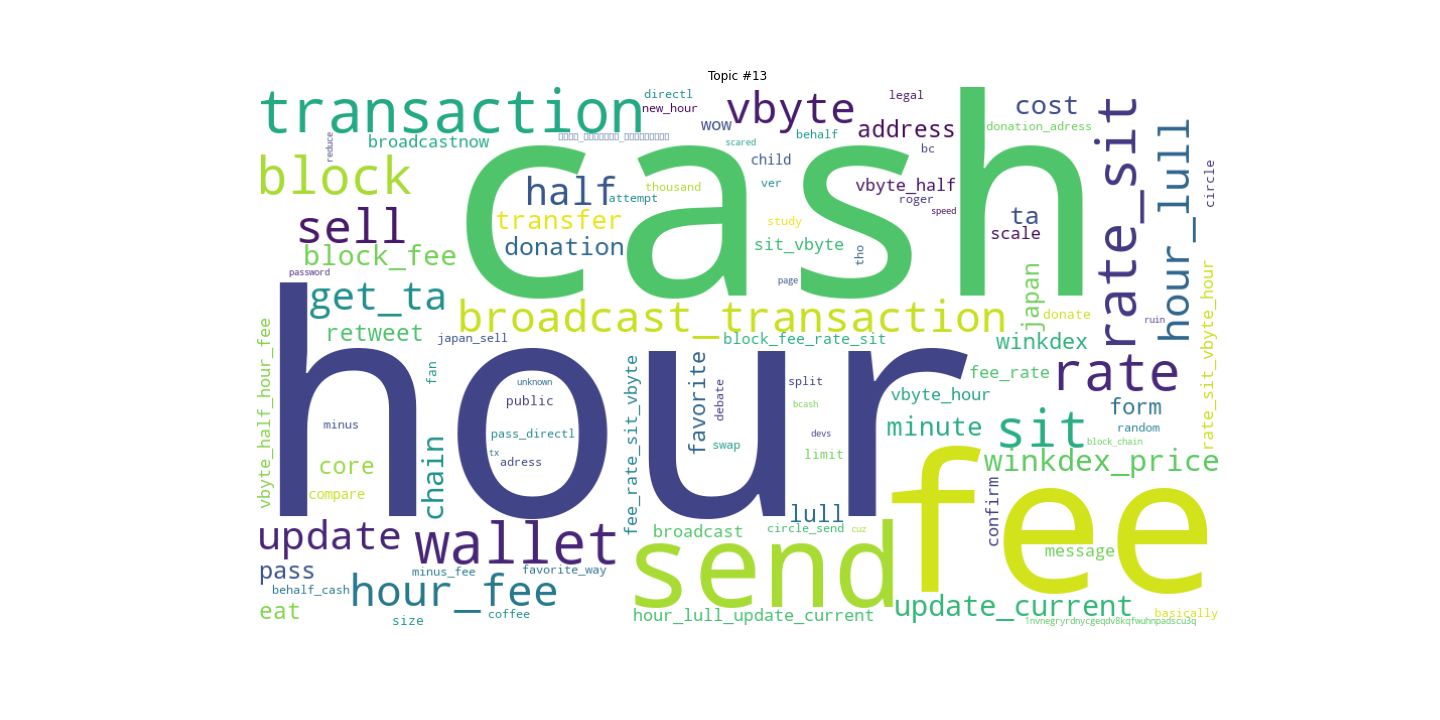 Topic #13
transaction
directl
new_hour
vbyte
legal
cost
cash
donation_adress
rate_sit
hour_lull
circle
reduce
broadcastnow
wow
behalf
address
scared
bc
block
child
half
attempt
thousand
ver
vbyte_half
roger
speed
sell
transfer
study
ta
scale
donation
sit_vbyte
tho
block_fee
password
page
japan
get_ta
broadcast_transaction
donate
ruin
retweet
japan_sell
block_fee_rate_sit
winkdex
rate_sit_vbyte_hour
vbyte_half_hour_fee
hour
fan
fee_rate_sit_vbyte
favorite
debate
unknown
public
split
bcash
fee_rate
rate
vbyte_hour
form
minus
pass_directl
devs
minute
sit
random
block_chain
tx
adress
swap
limit
core
compare
chain
winkdex_price
fee
confirm
lull
update
wallet
broadcast
circle_send
cuz
send
message
pass
minus_fee
favorite_way
behalf_cash
hour_fee
eat
size
coffee
hour_lull_update_current
update_current
basically
1nvnegryrdnycgeqdv8kqfwuhnpadscu3q